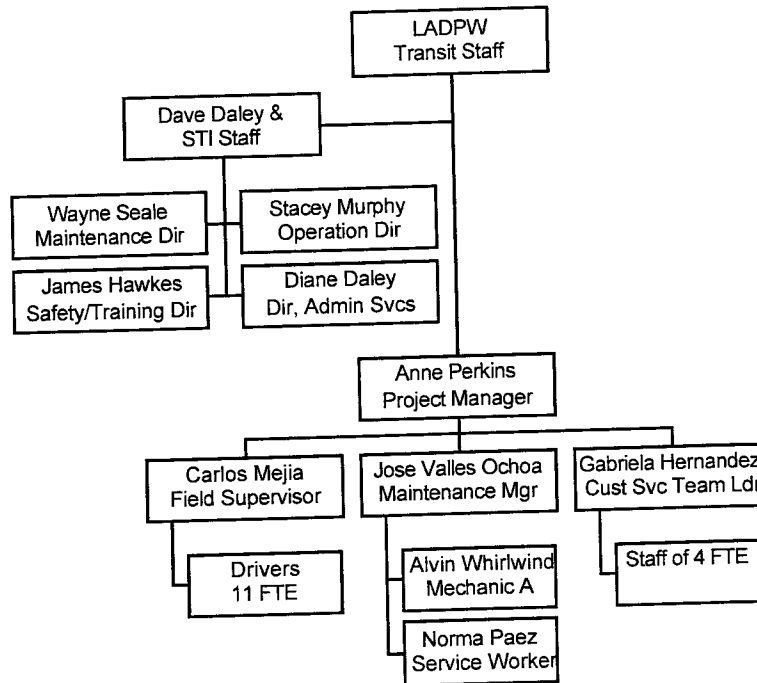 LADPW
Transit Staff
Dave Daley &
STI Staff
Wayne Seale
Maintenance Dir
Stacey Murphy
Operation Dir
James Hawkes
Safety/Training Dir
Diane Daley
Dir, Admin Svcs
Anne Perkins
Project Manager
Carlos Mejia
Field Supervisor
Jose Valles Ochoa
Maintenance Mgr
Gabriela Hernandez
Cust Svc Team Ldr
Drivers
11 FTE
Alvin Whirlwind
Mechanic A
Staff of 4 FTE
Norma Paez
Service Worker